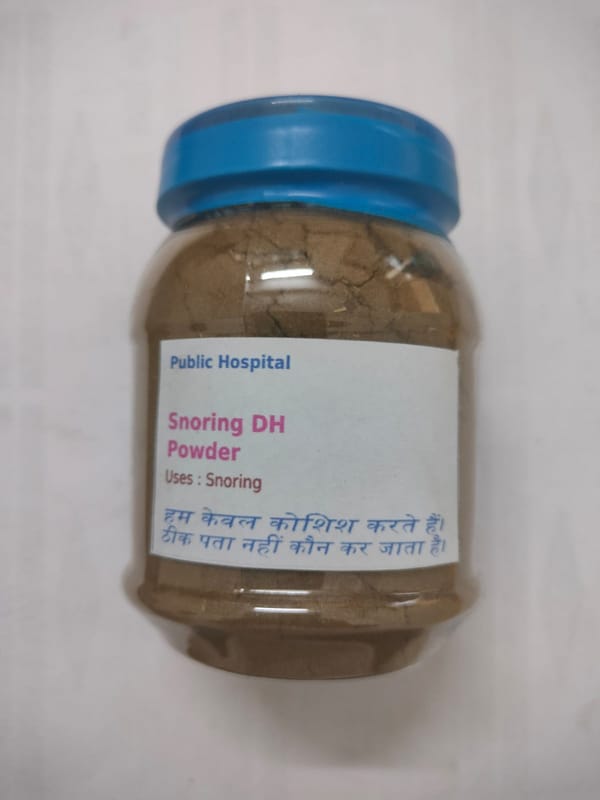 Public Hospital
Snoring DH
Powder
Uses : Snoring
हम केवल कोशिश करते हैं।
ठीक पता नहीं कौन कर जाता है।